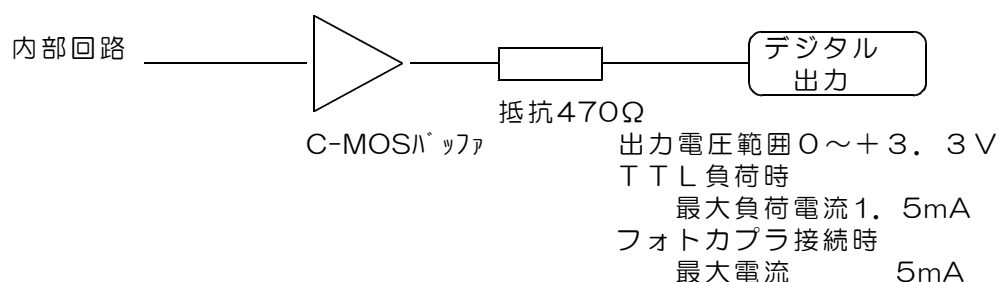 内部回路
デジタル
出力
抵抗470Ω
C-MOSﾊﾞｯﾌｧ
出力電圧範囲０～＋３．３Ｖ
ＴＴＬ負荷時
最大負荷電流1．5mA
フォトカプラ接続時
最大電流 5mA